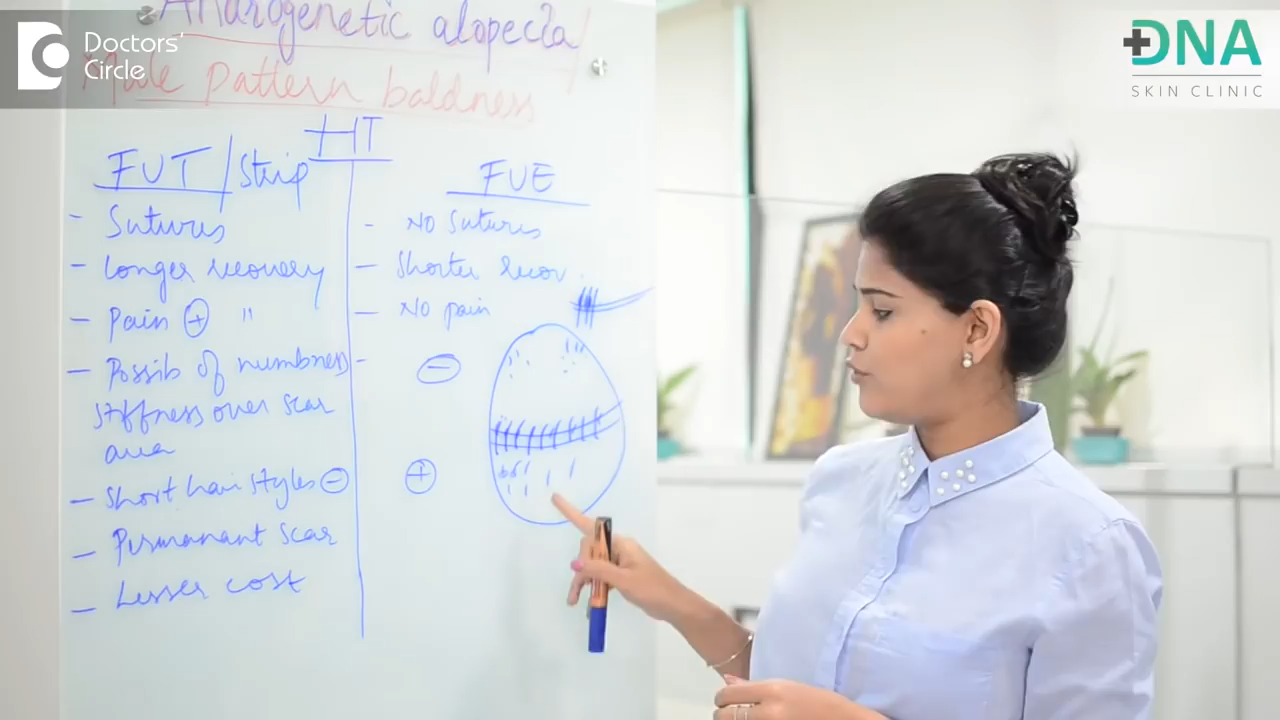 Doctors'
Circle
DNA
SKIN CLINIC
Androgenetic alopecia/
Male pattern baldness
HT
FUT/Strip
- Sutures
- Longer recovery
- Pain ⊕ "
- Possib of numbness
stiffness over scar
area
- Short hair styles ⊖
- Permanant scar
- Lesser cost
FUE
- NO Sutures
- Shorter recov.
- NO pain
- ⊖
⊕